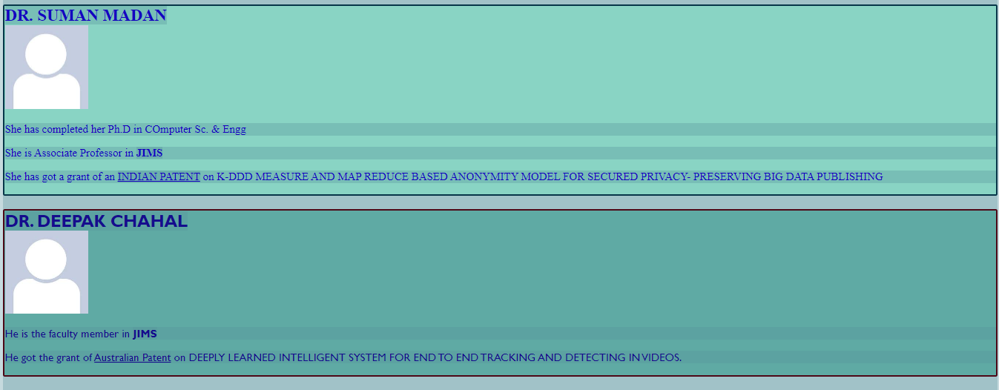 DR. SUMAN MADAN
She has completed her Ph.D in COmputer Sc. & Engg
She is Associate Professor in JIMS
She has got a grant of an INDIAN PATENT on K-DDD MEASURE AND MAP REDUCE BASED ANONYMITY MODEL FOR SECURED PRIVACY- PRESERVING BIG DATA PUBLISHING
DR. DEEPAK CHAHAL
He is the faculty member in JIMS
He got the grant of Australian Patent on DEEPLY LEARNED INTELLIGENT SYSTEM FOR END TO END TRACKING AND DETECTING IN VIDEOS.